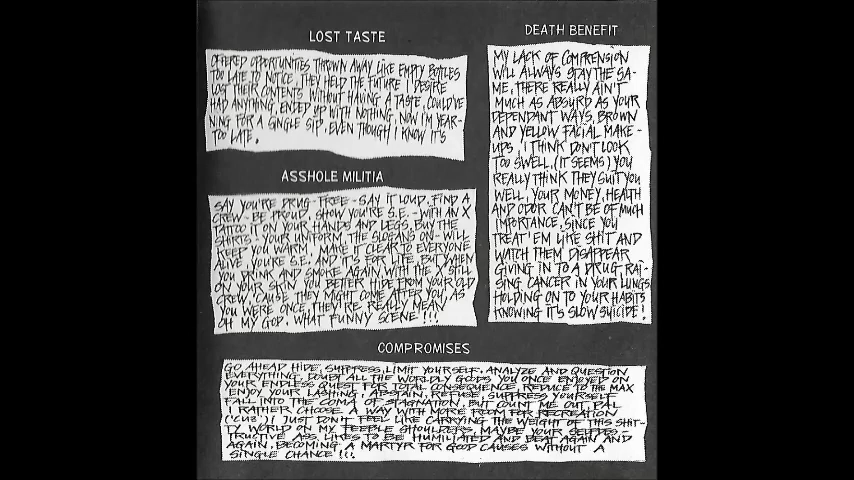 LOST TASTE
OFFERED OPPORTUNITIES THROWN AWAY LIKE EMPTY BOTTLES
TOO LATE TO NOTICE, THEY HELD THE FUTURE I DESIRE
LOST THEIR CONTENTS WITHOUT HAVING A TASTE, COULD'VE
HAD ANYTHING, ENDED UP WITH NOTHING, NOW I'M YEAR-
NING FOR A SINGLE SIP, EVEN THOUGH I KNOW IT'S
TOO LATE.
ASSHOLE MILITIA
SAY YOU'RE DRUG-FREE - SAY IT LOUD. FIND A
CREW - BE PROUD, SHOW YOU'RE S.E. - WITH AN X
TATTOO IT ON YOUR HANDS AND LEGS, BUY THE
SHIRTS - YOUR UNIFORM, THE SLOGANS ON - WILL
KEEP YOU WARM, MAKE IT CLEAR TO EVERYONE
ALIVE, YOU'RE S.E. AND IT'S FOR LIFE, BUT WHEN
YOU DRINK AND SMOKE AGAIN, WITH THE X STILL
ON YOUR SKIN YOU BETTER HIDE FROM YOUR OLD
CREW, 'CAUSE THEY MIGHT COME AFTER YOU, AS
YOU WERE ONCE, THEY'RE REALLY MEAN
OH MY GOD, WHAT FUNNY SCENE!!!
DEATH BENEFIT
MY LACK OF COMPRENSION
WILL ALWAYS STAY THE SA-
ME, THERE REALLY AIN'T
MUCH AS ABSURD AS YOUR
DEPENDANT WAYS, BROWN
AND YELLOW FACIAL MAKE-
UPS, I THINK DON'T LOOK
TOO SWELL, (IT SEEMS) YOU
REALLY THINK THEY SUIT YOU
WELL, YOUR MONEY, HEALTH
AND ODOR CAN'T BE OF MUCH
IMPORTANCE, SINCE YOU
TREAT 'EM LIKE SHIT AND
WATCH THEM DISAPPEAR
GIVING IN TO A DRUG RAI-
SING CANCER IN YOUR LUNGS
HOLDING ON TO YOUR HABITS
KNOWING IT'S SLOW SUICIDE!
COMPROMISES
GO AHEAD HIDE, SUPPRESS, LIMIT YOURSELF, ANALYZE AND QUESTION
EVERYTHING, DOUBT ALL THE WORLDLY GOODS YOU ONCE ENJOYED ON
YOUR ENDLESS QUEST FOR TOTAL CONSEQUENCE, REDUCE TO THE MAX
ENJOY YOUR LASHING, ABSTAIN, REFUSE, SUPPRESS YOURSELF
FALL INTO THE COMA OF STAGNATION, BUT COUNT ME OUT, PAL
I RATHER CHOOSE A WAY WITH MORE ROOM FOR RECREATION
('CUZ) I JUST DON'T FEEL LIKE CARRYING THE WEIGHT OF THIS SHIT-
TY WORLD ON MY FEEBLE SHOULDERS, MAYBE YOUR SELFDES-
TRUCTIVE ASS, LIKES TO BE HUMILIATED AND BEAT AGAIN AND
AGAIN, BECOMING A MARTYR FOR GOOD CAUSES WITHOUT A
SINGLE CHANCE!!!